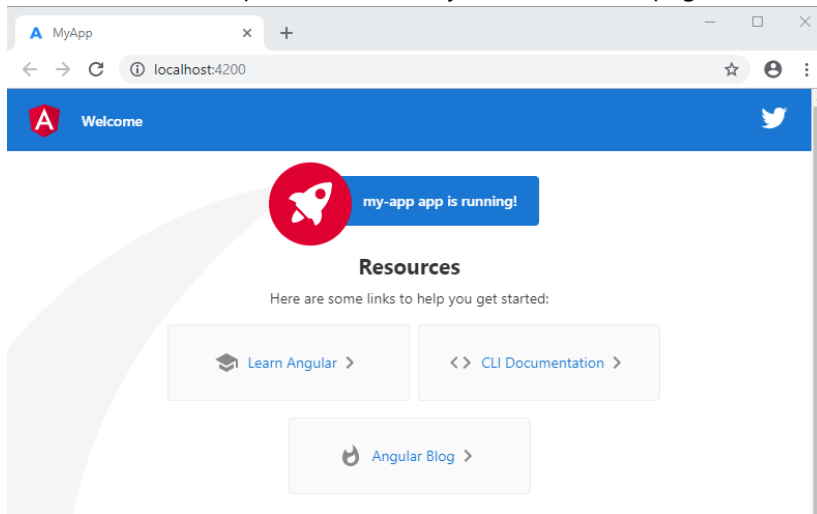 MyApp
localhost:4200
Welcome
my-app app is running!
Resources
Here are some links to help you get started:
Learn Angular
CLI Documentation
Angular Blog